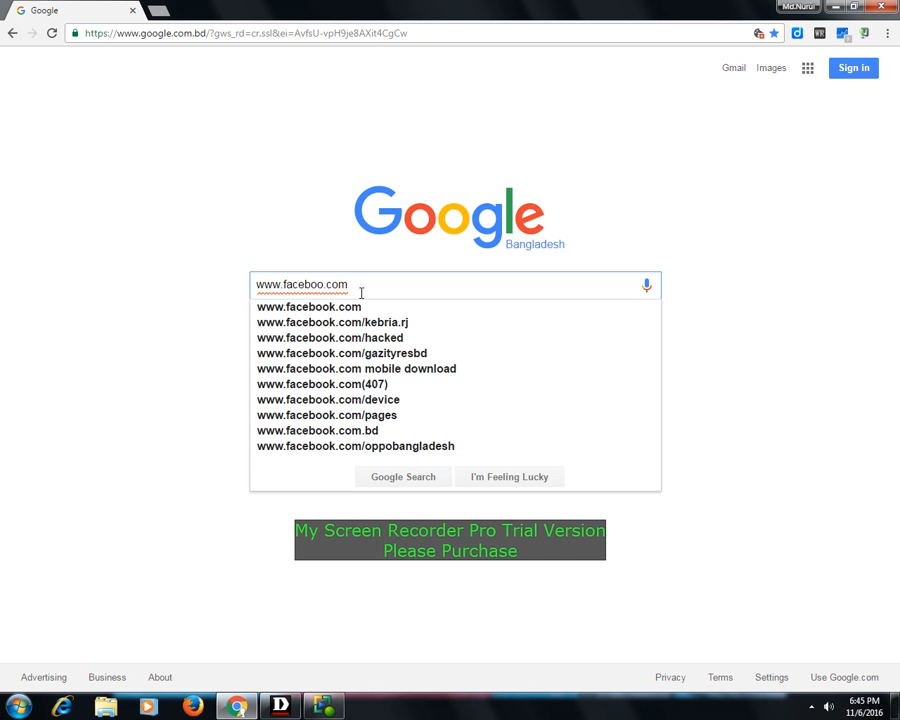 Google
Md.Nurul
https://www.google.com.bd/?gws_rd=cr,ssl&ei=AvfsU-vpH9je8AXit4CgCw
Gmail Images Sign in
Google
Bangladesh
www.faceboo.com
www.facebook.com
www.facebook.com/kebria.rj
www.facebook.com/hacked
www.facebook.com/gazityresbd
www.facebook.com mobile download
www.facebook.com(407)
www.facebook.com/device
www.facebook.com/pages
www.facebook.com.bd
www.facebook.com/oppobangladesh
Google Search I'm Feeling Lucky
My Screen Recorder Pro Trial Version
Please Purchase
Advertising Business About Privacy Terms Settings Use Google.com
6:45 PM
11/6/2016